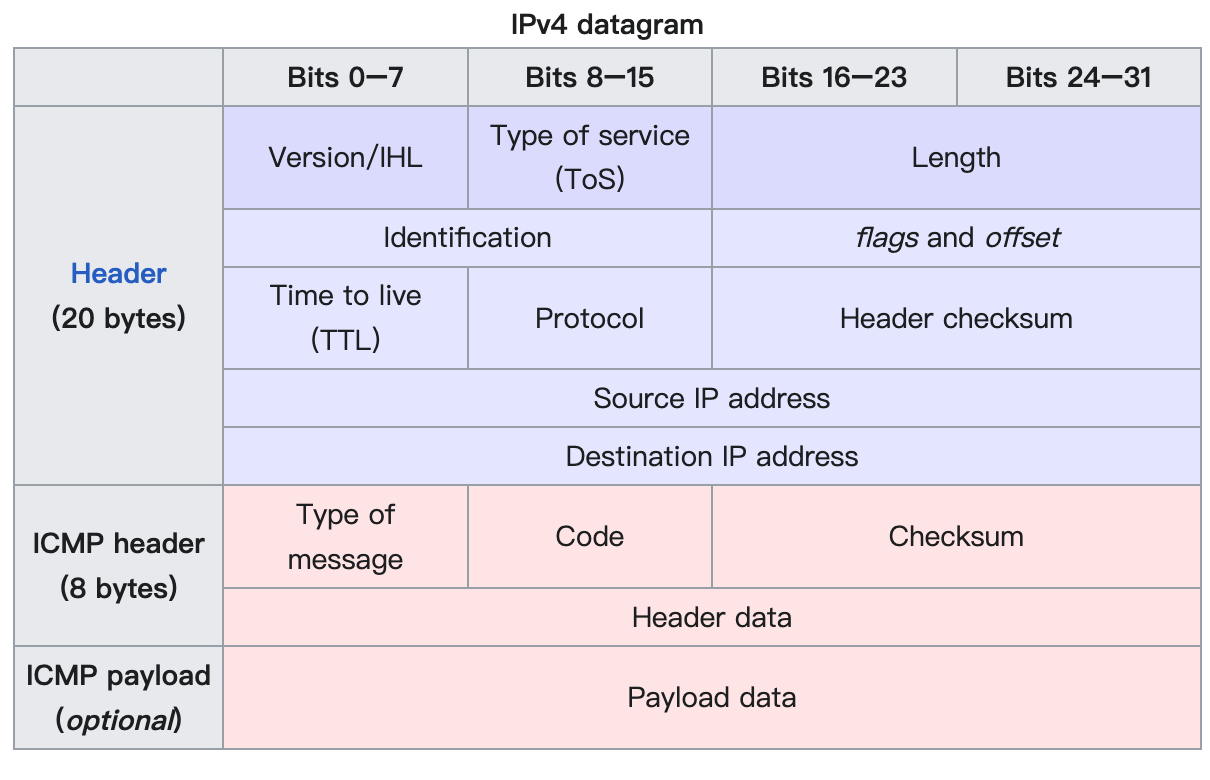 IPv4 datagram
Bits 0–7
Bits 8–15
Bits 16–23
Bits 24–31
Header
(20 bytes)
Version/IHL
Type of service
(ToS)
Length
Identification
flags and offset
Time to live
(TTL)
Protocol
Header checksum
Source IP address
Destination IP address
ICMP header
(8 bytes)
Type of
message
Code
Checksum
Header data
ICMP payload
(optional)
Payload data